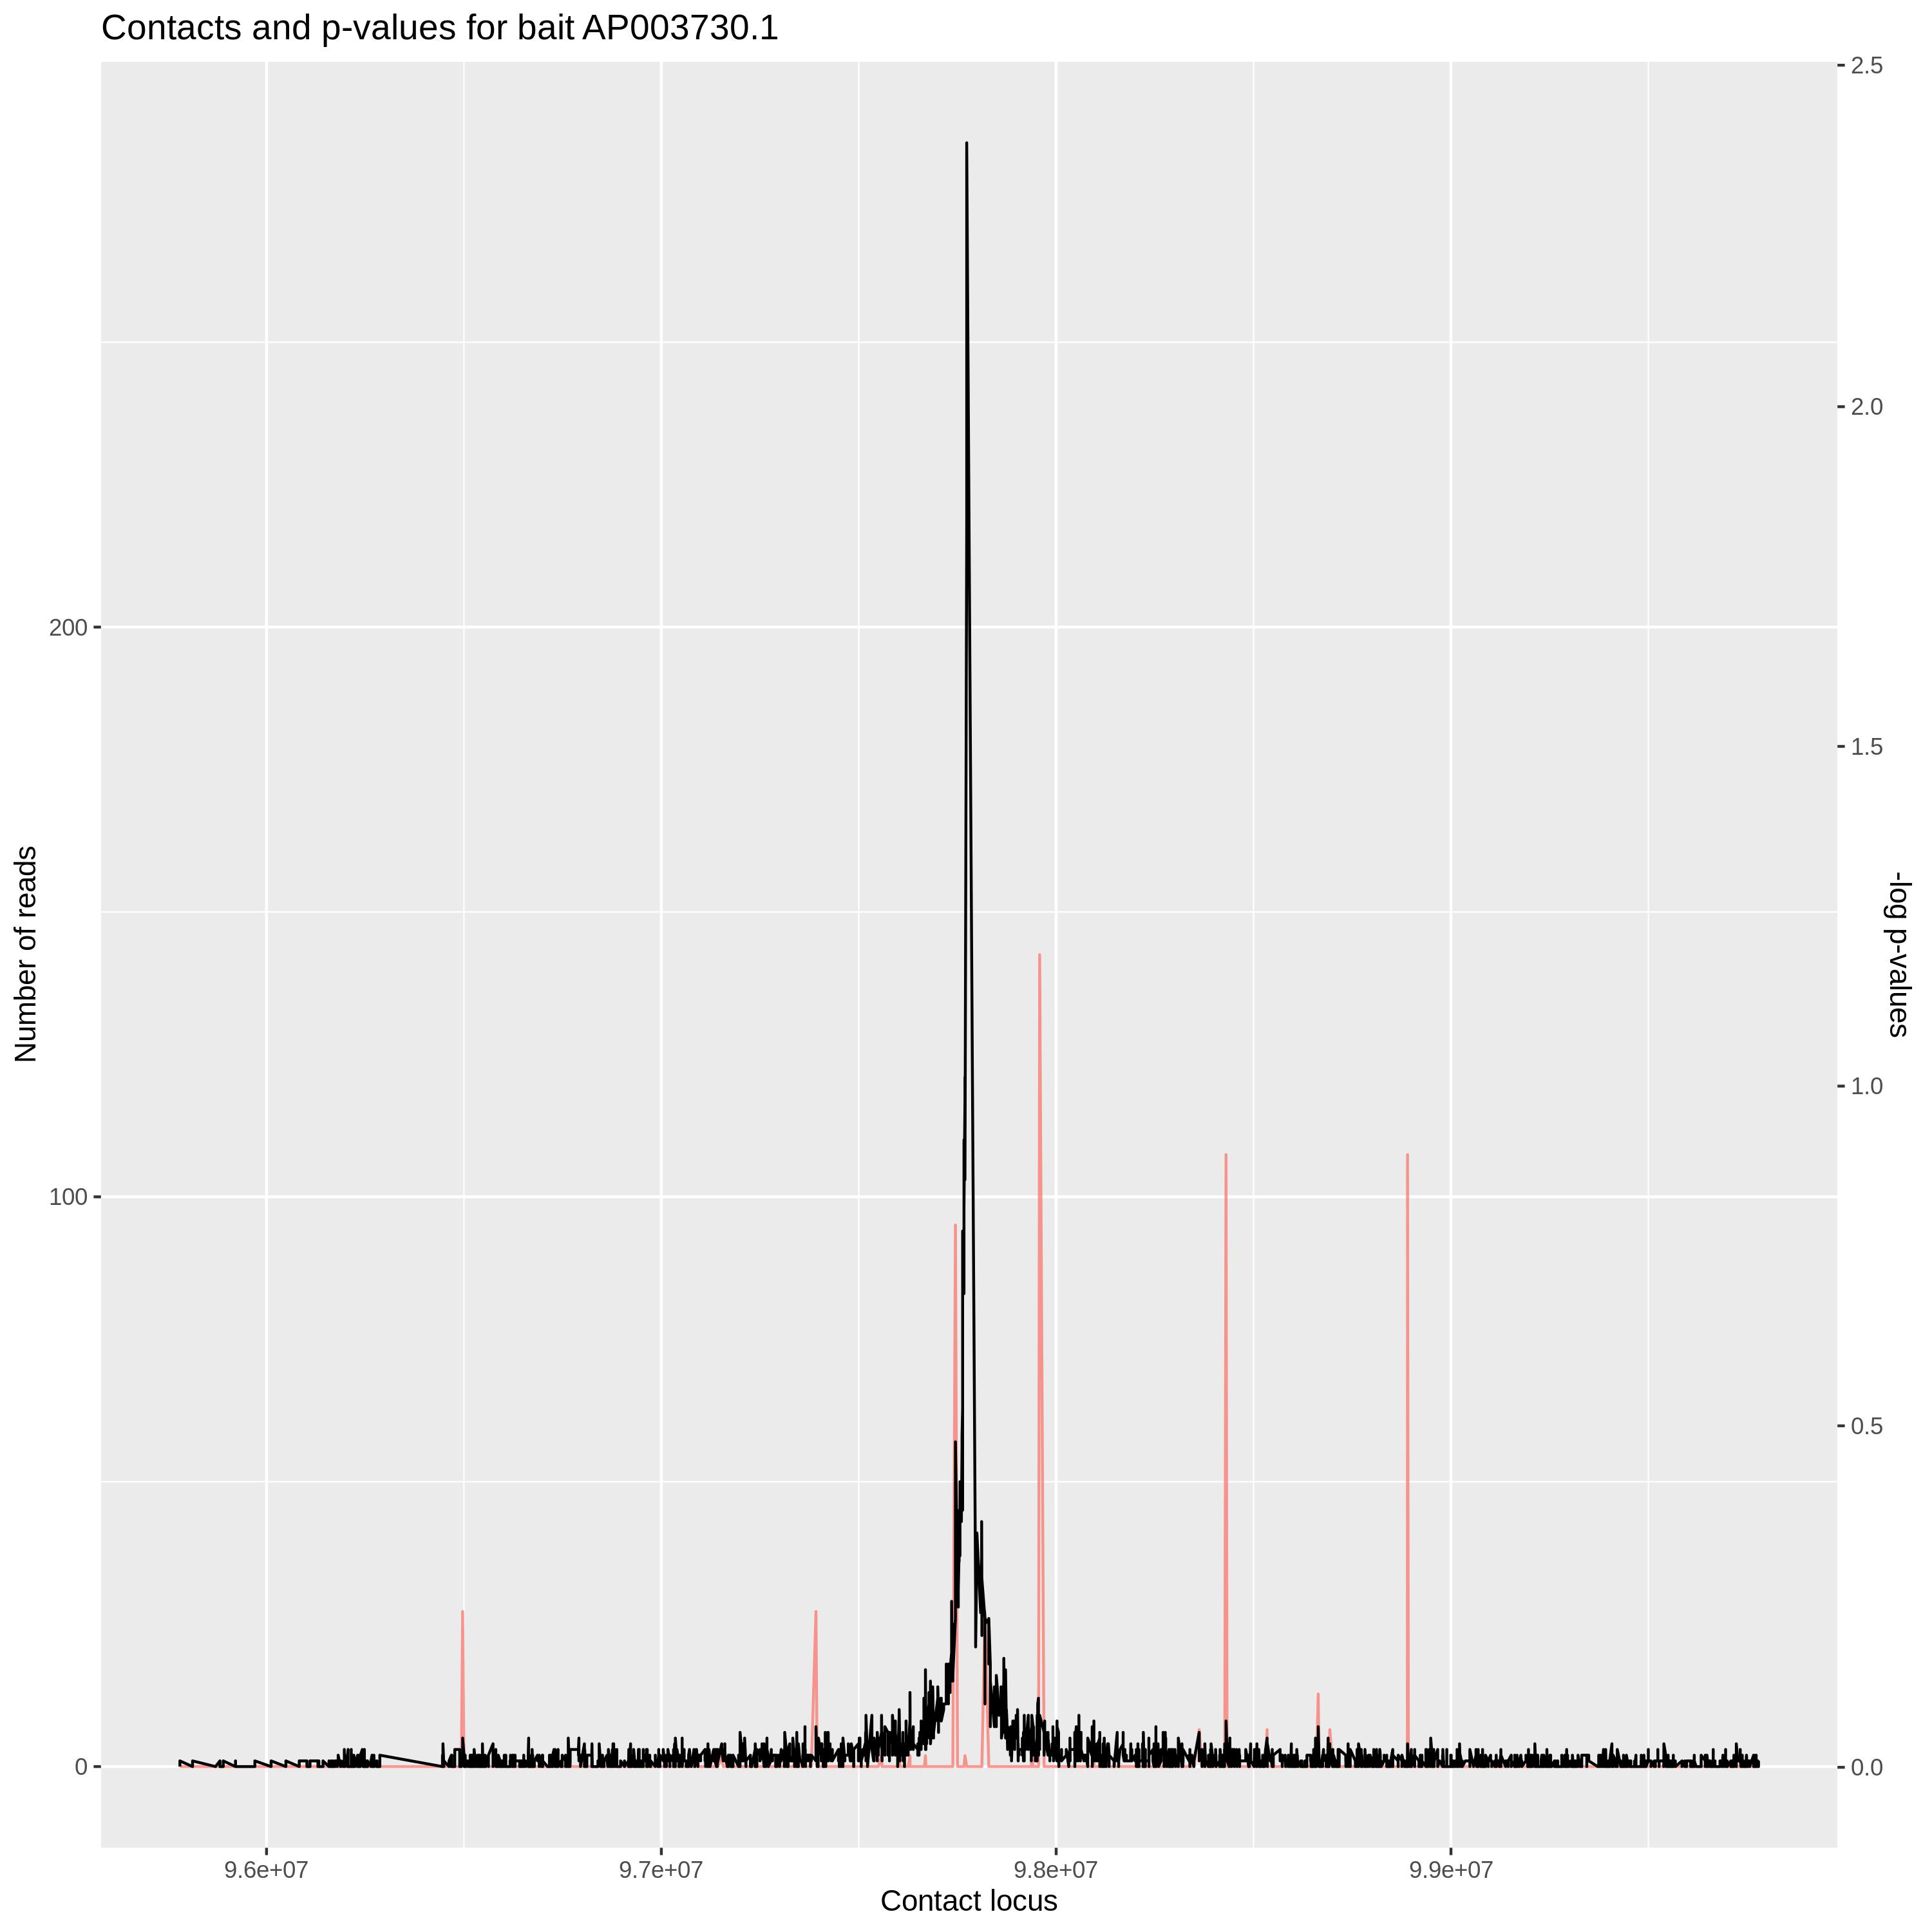 Contacts and p-values for bait AP003730.1
2.5
2.0
200
1.5
Number of reads
-log p-values
1.0
100
0.5
0
0.0
9.6e+07
9.7e+07
9.8e+07
9.9e+07
Contact locus